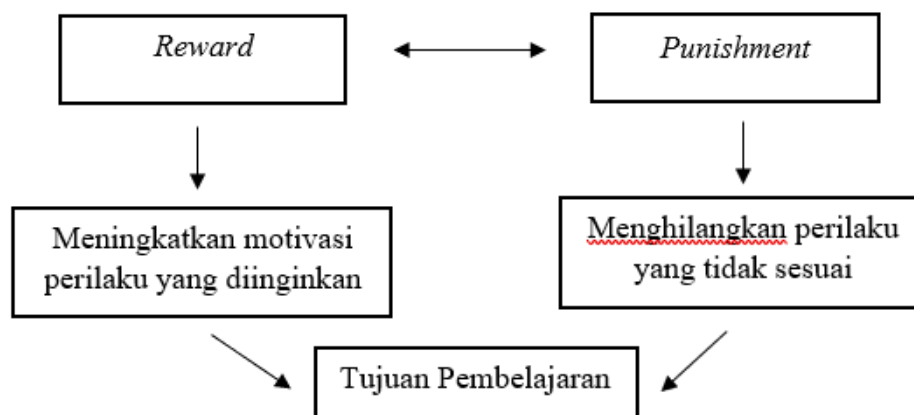 Reward
Punishment
Meningkatkan motivasi
perilaku yang diinginkan
Menghilangkan perilaku
yang tidak sesuai
Tujuan Pembelajaran